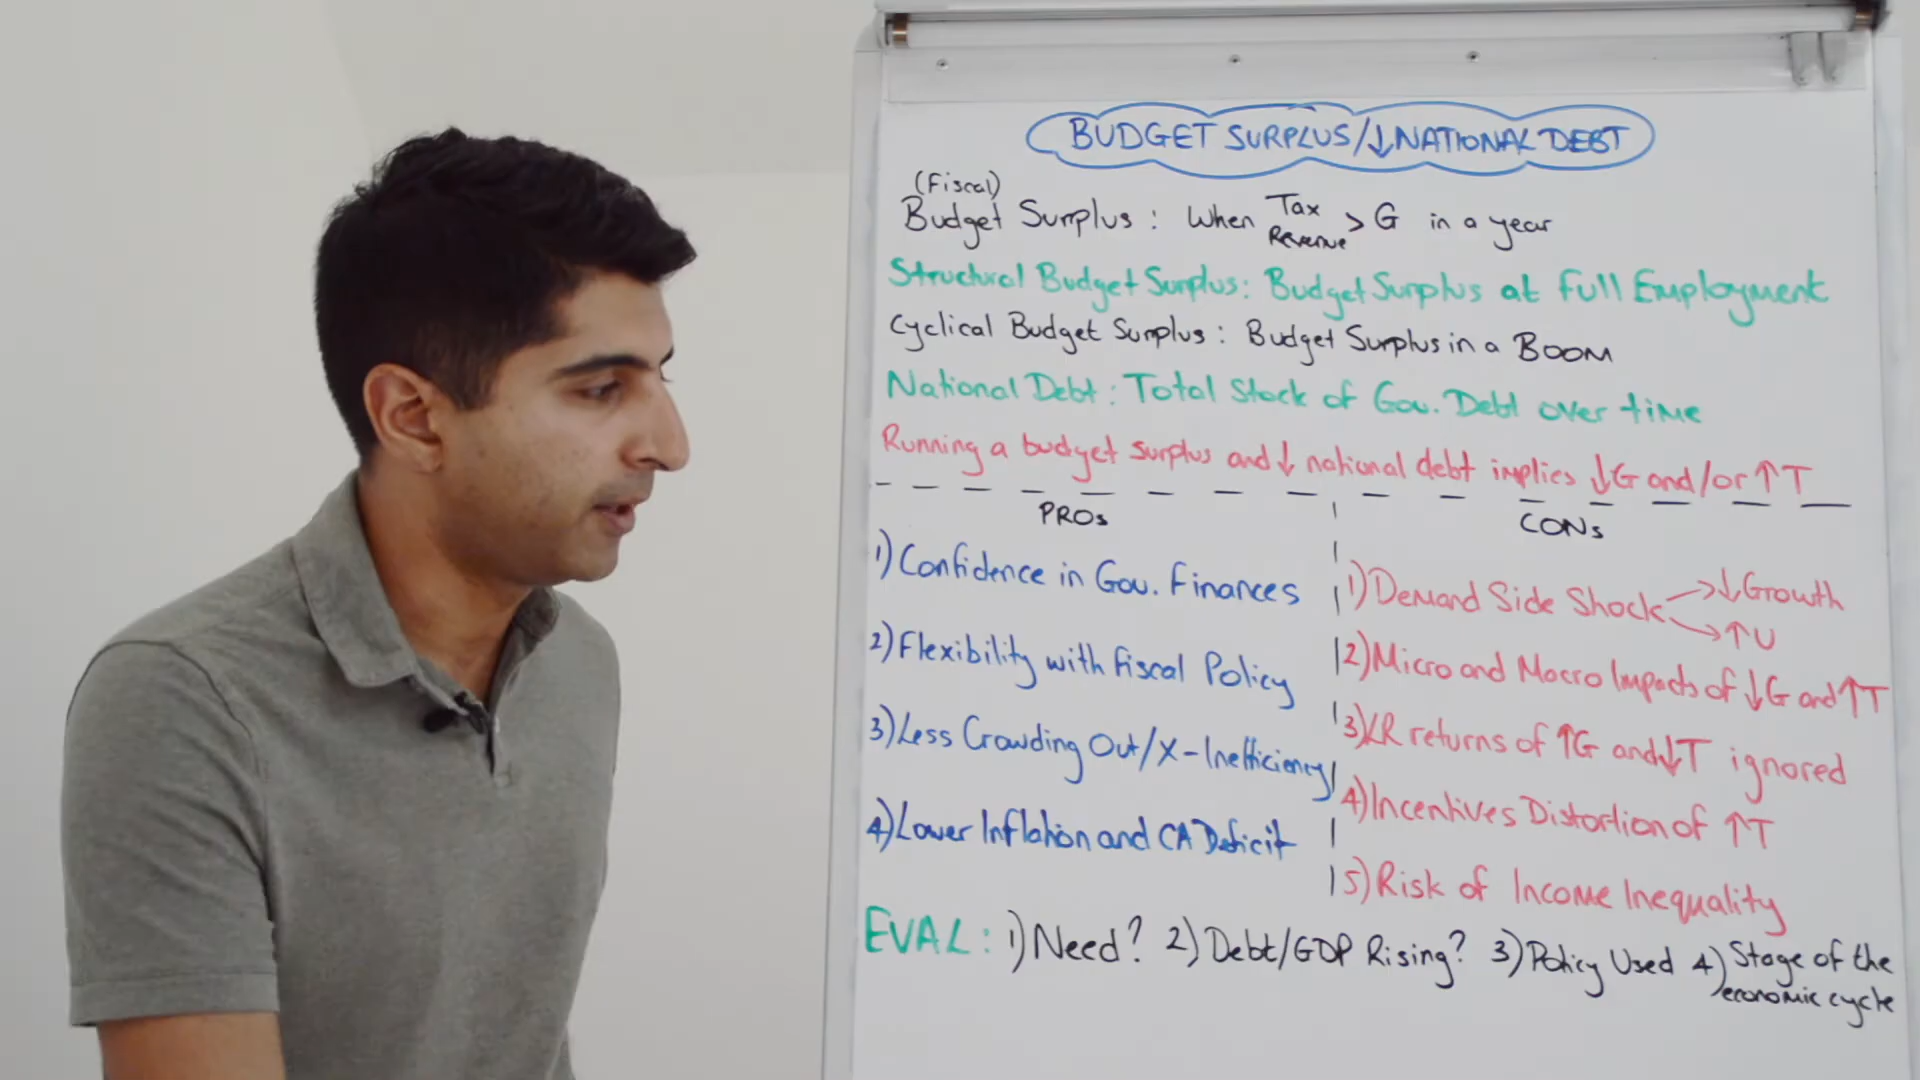 BUDGET SURPLUS/↓NATIONAL DEBT
(Fiscal)
Budget Surplus : When Tax Revenue > G in a year
Structural Budget Surplus: Budget Surplus at Full Employment
Cyclical Budget Surplus : Budget Surplus in a BOOM
National Debt : Total Stock of Gov. Debt over time
Running a budget surplus and ↓ national debt implies ↓G and/or ↑T
PROs
1) Confidence in Gov. Finances
2) Flexibility with Fiscal Policy
3) Less Crowding Out/X-Inefficiency
4) Lower Inflation and CA Deficit
CONs
1) Demand Side Shock → ↓Growth
→ ↑U
2) Micro and Macro Impacts of ↓G and ↑T
3) LR returns of ↑G and ↓T ignored
4) Incentives Distortion of ↑T
5) Risk of Income Inequality
EVAL: 1) Need? 2) Debt/GDP Rising? 3) Policy Used 4) Stage of the
economic cycle